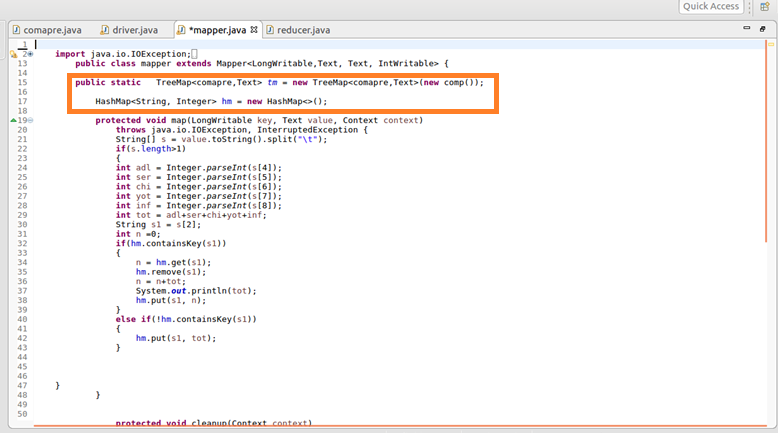 Quick Access
comapre.java driver.java *mapper.java reducer.java
1
2 import java.io.IOException;
13 public class mapper extends Mapper<LongWritable,Text, Text, IntWritable> {
14
15 public static TreeMap<comapre,Text> tm = new TreeMap<comapre,Text>(new comp());
16
17 HashMap<String, Integer> hm = new HashMap<>();
18
19 protected void map(LongWritable key, Text value, Context context)
20 throws java.io.IOException, InterruptedException {
21 String[] s = value.toString().split("\t");
22 if(s.length>1)
23 {
24 int adl = Integer.parseInt(s[4]);
25 int ser = Integer.parseInt(s[5]);
26 int chi = Integer.parseInt(s[6]);
27 int yot = Integer.parseInt(s[7]);
28 int inf = Integer.parseInt(s[8]);
29 int tot = adl+ser+chi+yot+inf;
30 String s1 = s[2];
31 int n =0;
32 if(hm.containsKey(s1))
33 {
34 n = hm.get(s1);
35 hm.remove(s1);
36 n = n+tot;
37 System.out.println(tot);
38 hm.put(s1, n);
39 }
40 else if(!hm.containsKey(s1))
41 {
42 hm.put(s1, tot);
43 }
44
45
46
47 }
48 }
49
50
protected void cleanup(Context context)